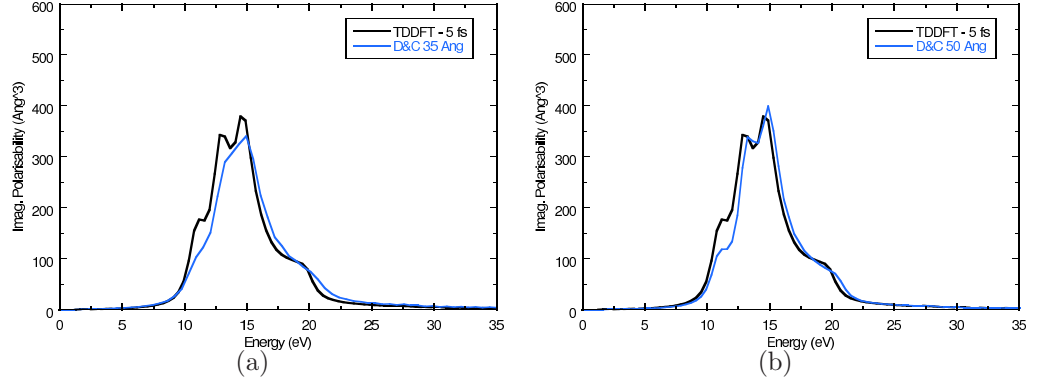 600
500
400
300
200
100
0
Imag. Polarisability (Ang^3)
TDDFT - 5 fs
D&C 35 Ang
0 5 10 15 20 25 30 35
Energy (eV)
(a)
600
500
400
300
200
100
0
Imag. Polarisability (Ang^3)
TDDFT - 5 fs
D&C 50 Ang
0 5 10 15 20 25 30 35
Energy (eV)
(b)